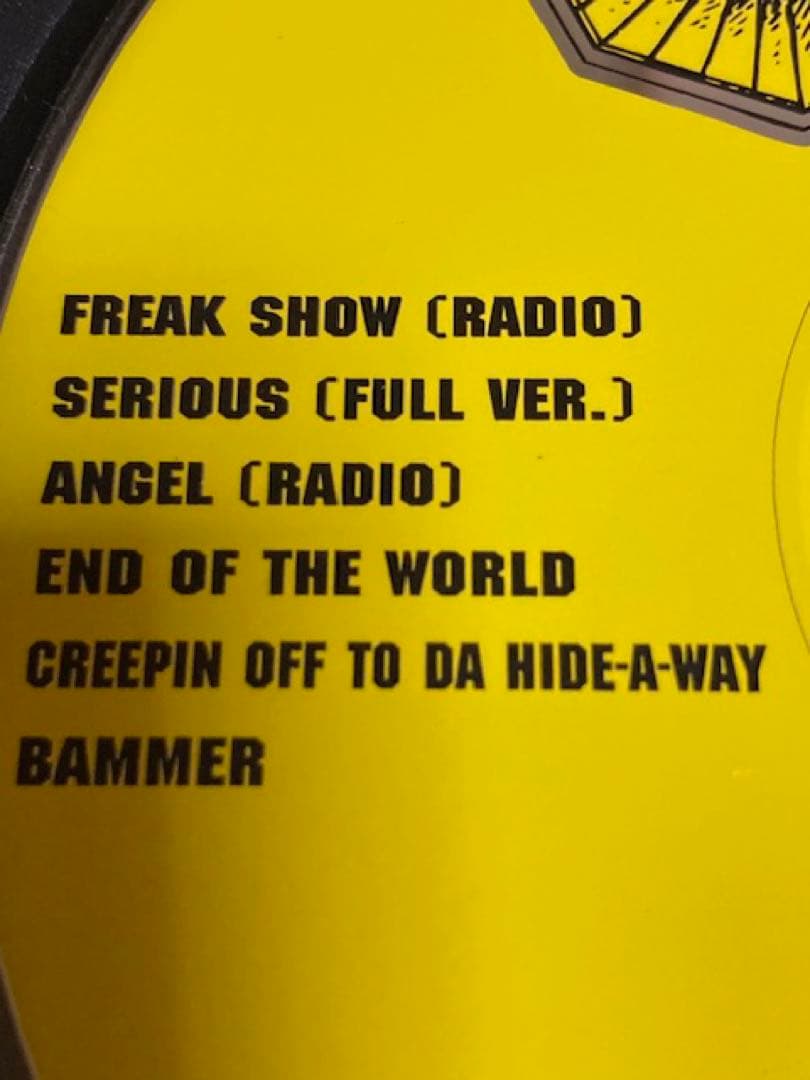 FREAK SHOW (RADIO)
SERIOUS (FULL VER.)
ANGEL (RADIO)
END OF THE WORLD
CREEPIN OFF TO DA HIDE-A-WAY
BAMMER